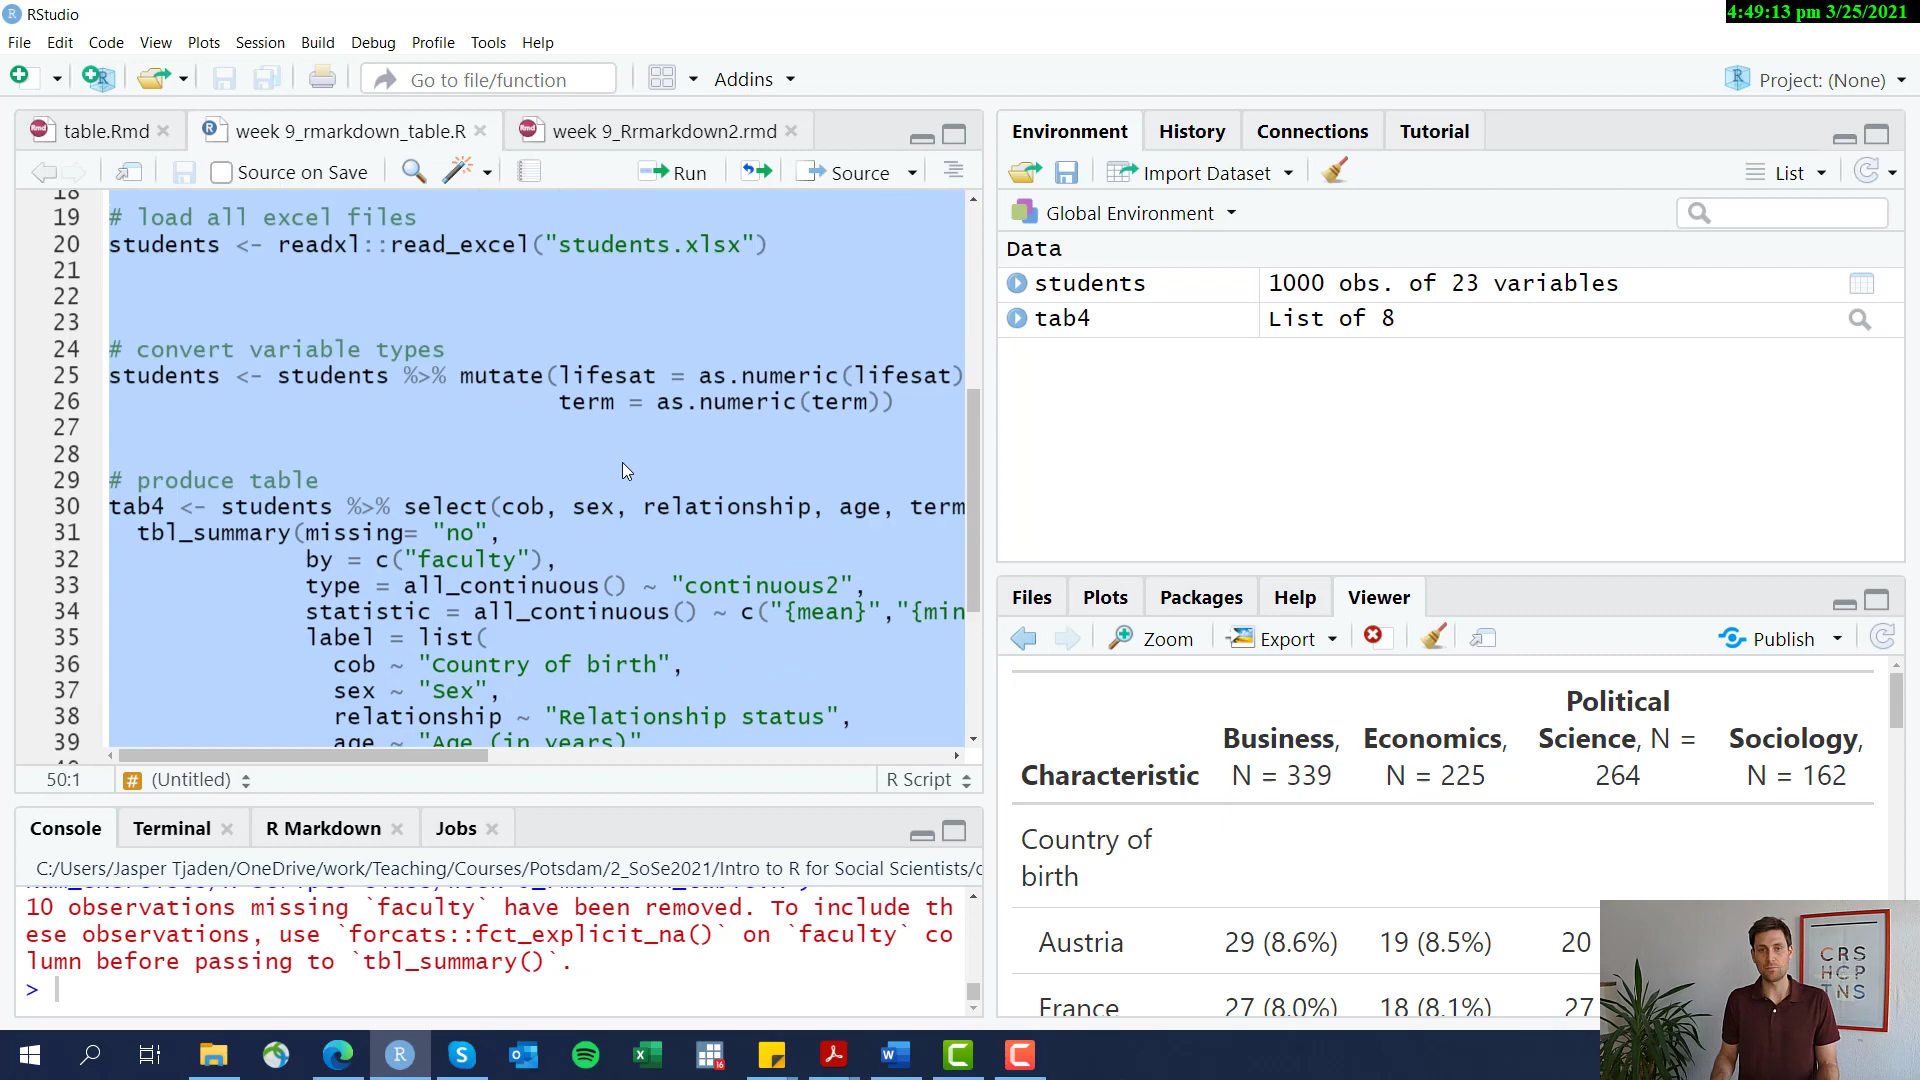 RStudio
4:49:13 pm 3/25/2021
File Edit Code View Plots Session Build Debug Profile Tools Help
Go to file/function
Addins
Project: (None)
table.Rmd
week 9_rmarkdown_table.R
week 9_Rrmarkdown2.rmd
Source on Save
Run
Source
18
19 # load all excel files
20 students <- readxl::read_excel("students.xlsx")
21
22
23
24 # convert variable types
25 students <- students %>% mutate(lifesat = as.numeric(lifesat)
26 term = as.numeric(term))
27
28
29 # produce table
30 tab4 <- students %>% select(cob, sex, relationship, age, term
31 tbl_summary(missing= "no",
32 by = c("faculty"),
33 type = all_continuous() ~ "continuous2",
34 statistic = all_continuous() ~ c("{mean}","{min
35 label = list(
36 cob ~ "Country of birth",
37 sex ~ "Sex",
38 relationship ~ "Relationship status",
39 age ~ "Age (in years)"
50:1
# (Untitled)
R Script
Console Terminal R Markdown Jobs
C:/Users/Jasper Tjaden/OneDrive/work/Teaching/Courses/Potsdam/2_SoSe2021/Intro to R for Social Scientists/c
10 observations missing `faculty` have been removed. To include th
ese observations, use `forcats::fct_explicit_na()` on `faculty` co
lumn before passing to `tbl_summary()`.
>
Environment History Connections Tutorial
Import Dataset
List
Global Environment
Data
students 1000 obs. of 23 variables
tab4 List of 8
Files Plots Packages Help Viewer
Zoom Export Publish
Characteristic
Business, N = 339
Economics, N = 225
Political Science, N = 264
Sociology, N = 162
Country of
birth
Austria 29 (8.6%) 19 (8.5%) 20
France 27 (8.0%) 18 (8.1%) 27
CRS
HCP
TNS